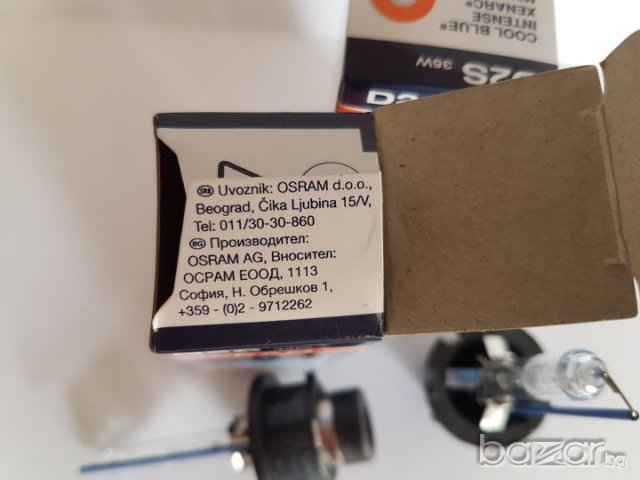 COOL BLUE®
INTENSE
XENARC®
D2S 35W
SRB Uvoznik: OSRAM d.o.o.,
Beograd, Čika Ljubina 15/V,
Tel: 011/30-30-860
BG Производител:
OSRAM AG, Вносител:
ОСРАМ ЕООД, 1113
София, Н. Обрешков 1,
+359 - (0)2 - 9712262
bazar.bg